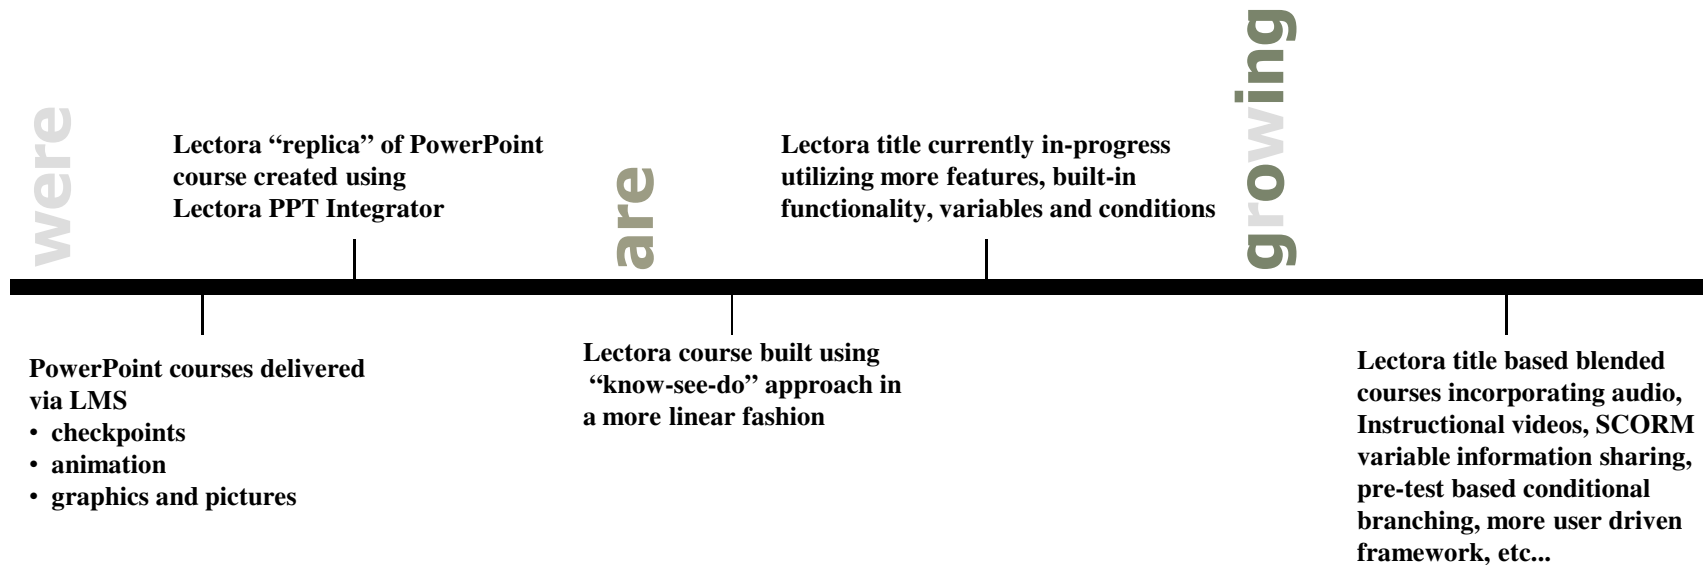 were
Lectora “replica” of PowerPoint
course created using
Lectora PPT Integrator
are
Lectora title currently in-progress
utilizing more features, built-in
functionality, variables and conditions
growing
PowerPoint courses delivered
via LMS
• checkpoints
• animation
• graphics and pictures
Lectora course built using
“know-see-do” approach in
a more linear fashion
Lectora title based blended
courses incorporating audio,
Instructional videos, SCORM
variable information sharing,
pre-test based conditional
branching, more user driven
framework, etc...